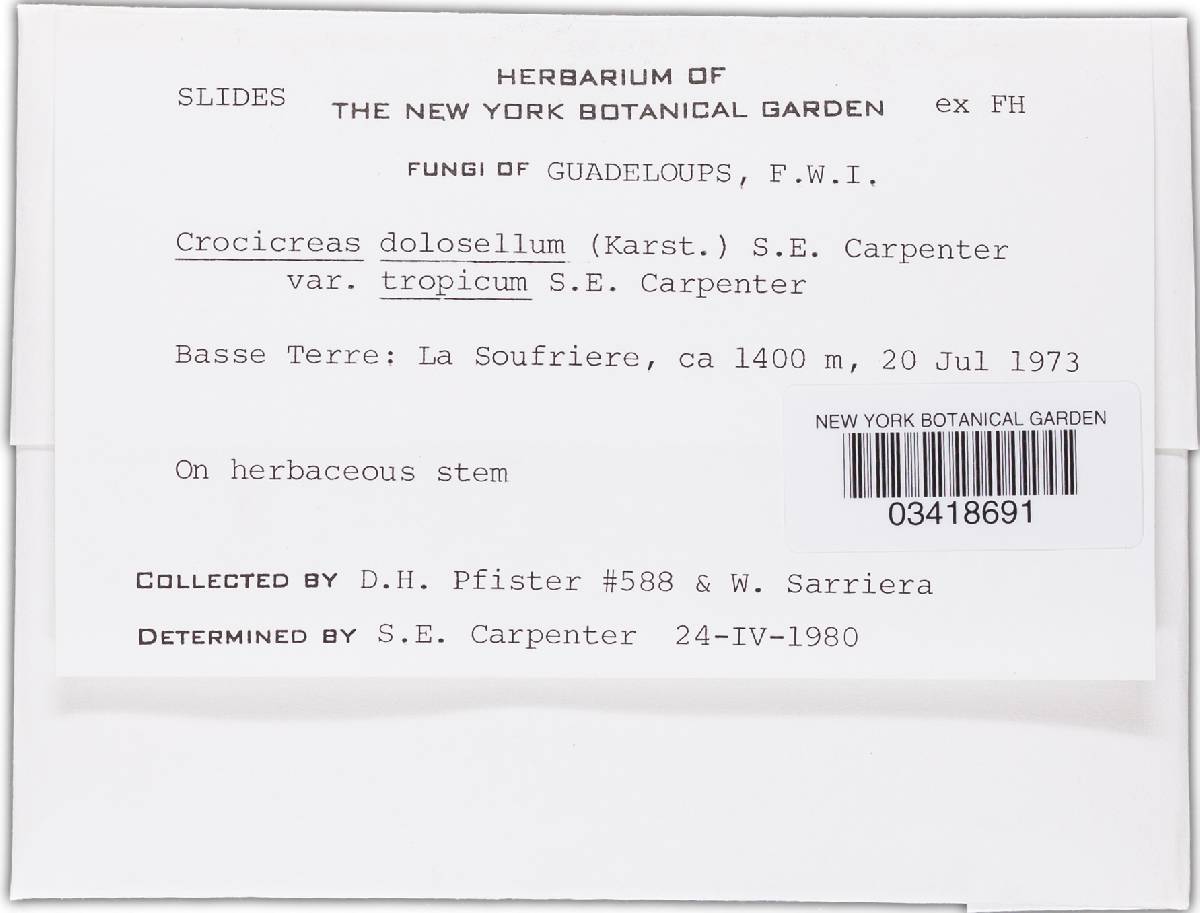 HERBARIUM OF
SLIDES THE NEW YORK BOTANICAL GARDEN ex FH
FUNGI OF GUADELOUPS, F.W.I.
Crocicreas dolosellum (Karst.) S.E. Carpenter
var. tropicum S.E. Carpenter
Basse Terre: La Soufriere, ca 1400 m, 20 Jul 1973
NEW YORK BOTANICAL GARDEN
03418691
On herbaceous stem
COLLECTED BY D.H. Pfister #588 & W. Sarriera
DETERMINED BY S.E. Carpenter 24-IV-1980